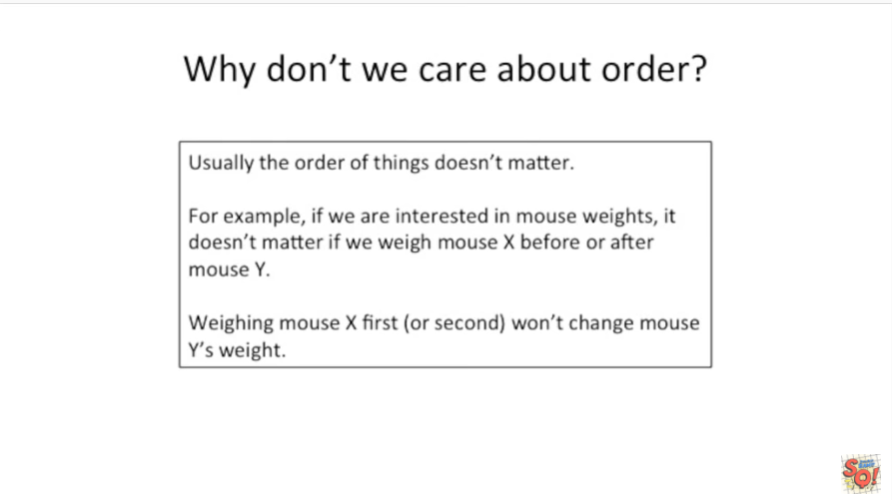 Why don't we care about order?
Usually the order of things doesn't matter.
For example, if we are interested in mouse weights, it
doesn't matter if we weigh mouse X before or after
mouse Y.
Weighing mouse X first (or second) won't change mouse
Y's weight.
SQ!